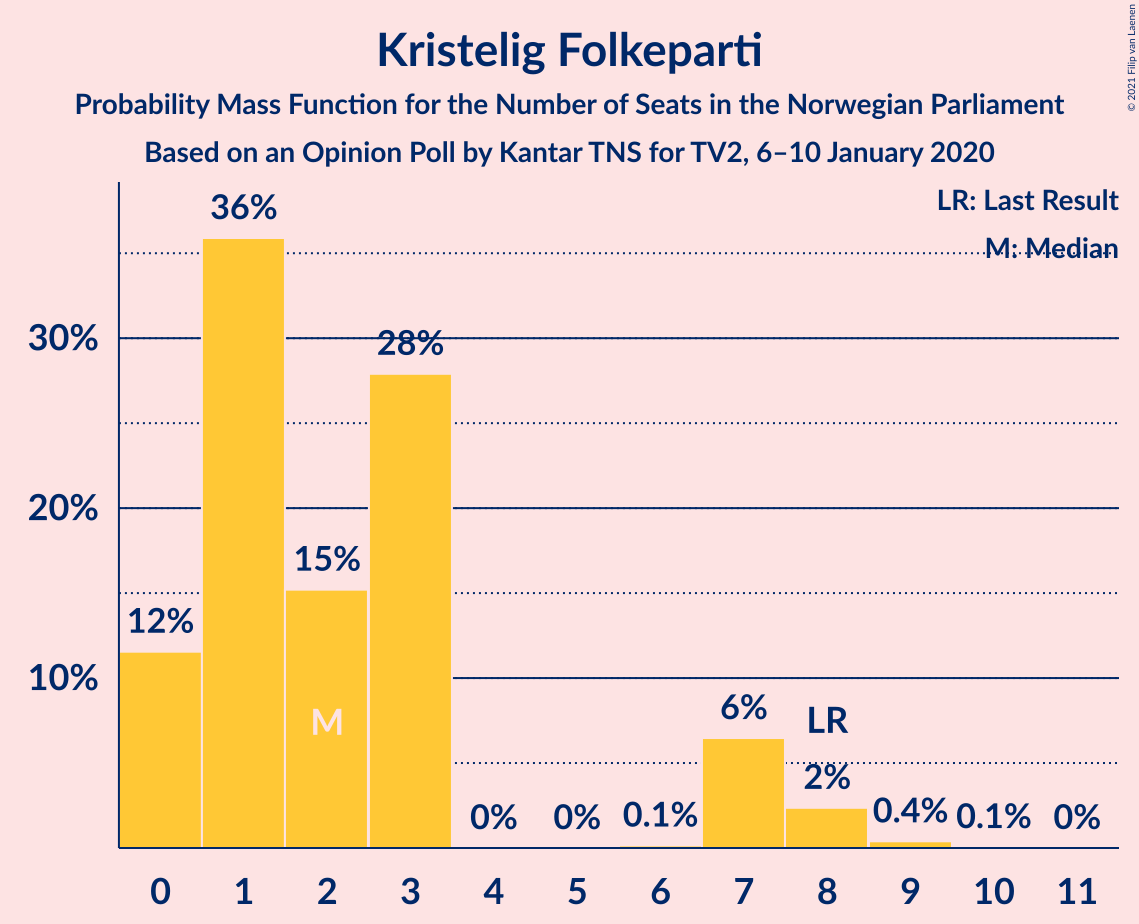 Kristelig Folkeparti
Probability Mass Function for the Number of Seats in the Norwegian Parliament
Based on an Opinion Poll by Kantar TNS for TV2, 6–10 January 2020
© 2021 Filip van Laenen
LR: Last Result
M: Median
36%
30%
28%
20%
15%
12%
10%
M
6%
LR
2%
0% 0% 0.1% 0.4% 0.1% 0%
0 1 2 3 4 5 6 7 8 9 10 11